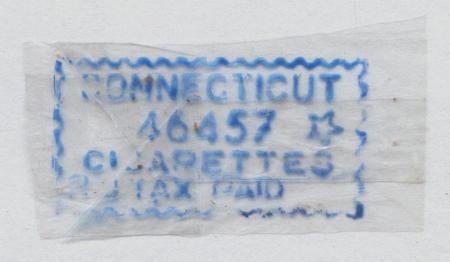 CONNECTICUT
46457
CIGARETTES
TAX PAID